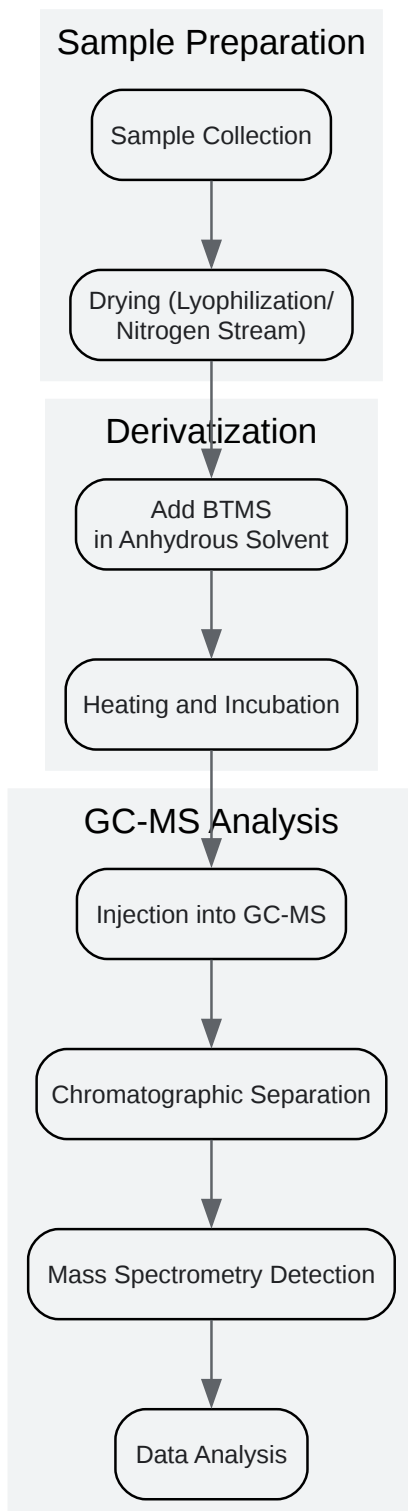 Sample Preparation
Sample Collection
Drying (Lyophilization/
Nitrogen Stream)
Derivatization
Add BTMS
in Anhydrous Solvent
Heating and Incubation
GC-MS Analysis
Injection into GC-MS
Chromatographic Separation
Mass Spectrometry Detection
Data Analysis